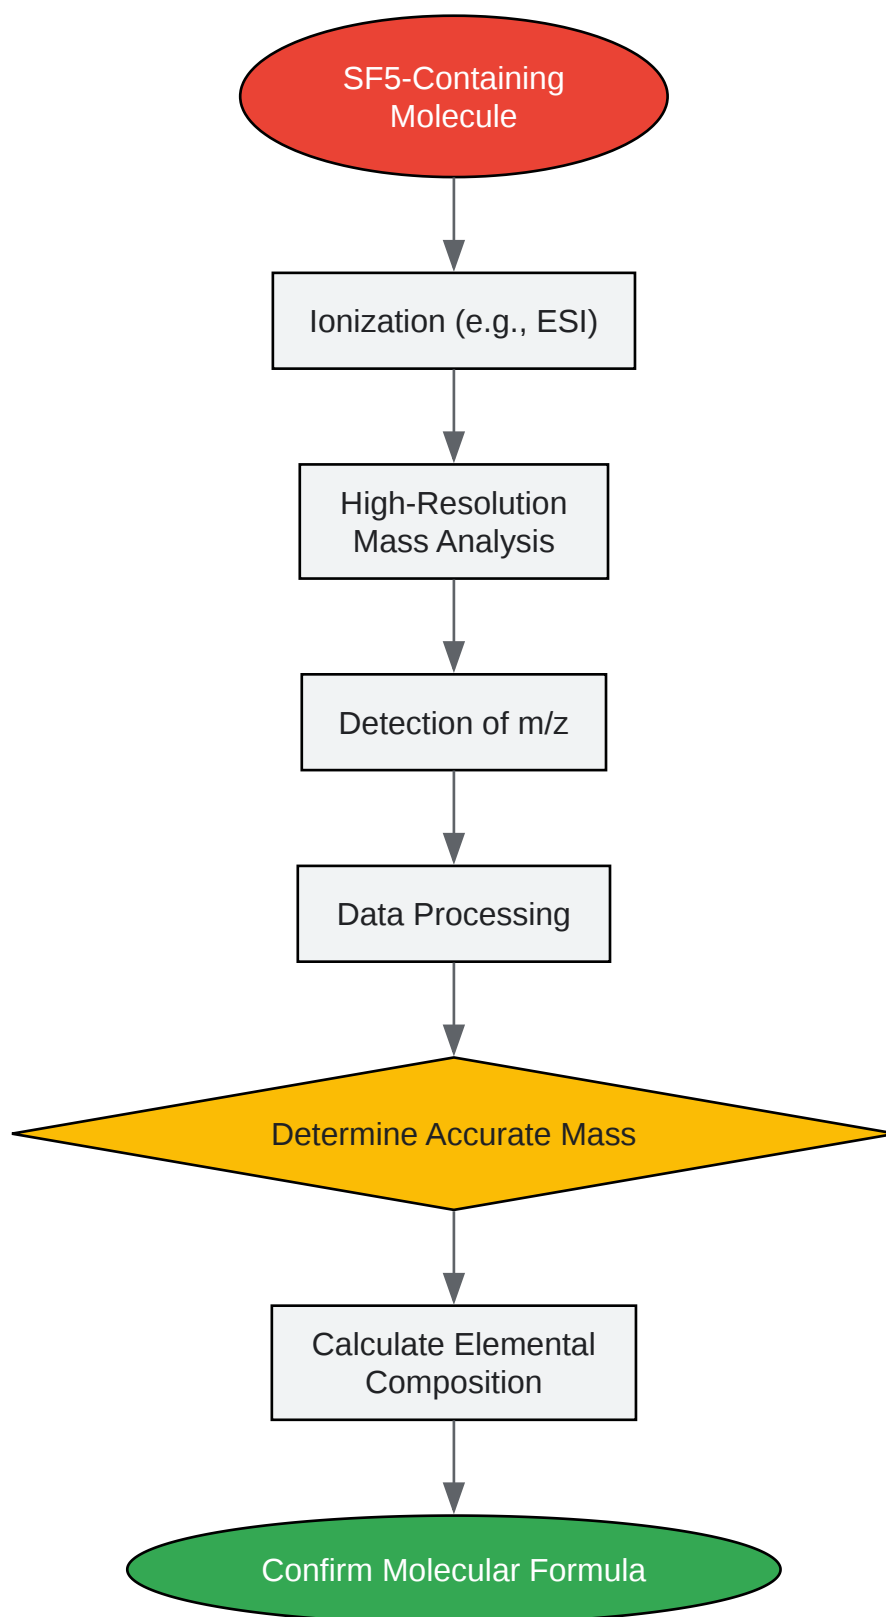 SF5-Containing
Molecule
Ionization (e.g., ESI)
High-Resolution
Mass Analysis
Detection of m/z
Data Processing
Determine Accurate Mass
Calculate Elemental
Composition
Confirm Molecular Formula